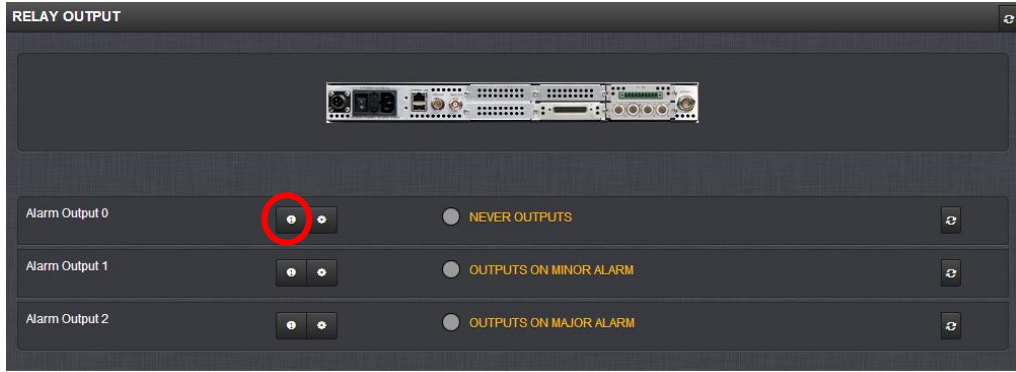 RELAY OUTPUT
Alarm Output 0 NEVER OUTPUTS
Alarm Output 1 OUTPUTS ON MINOR ALARM
Alarm Output 2 OUTPUTS ON MAJOR ALARM